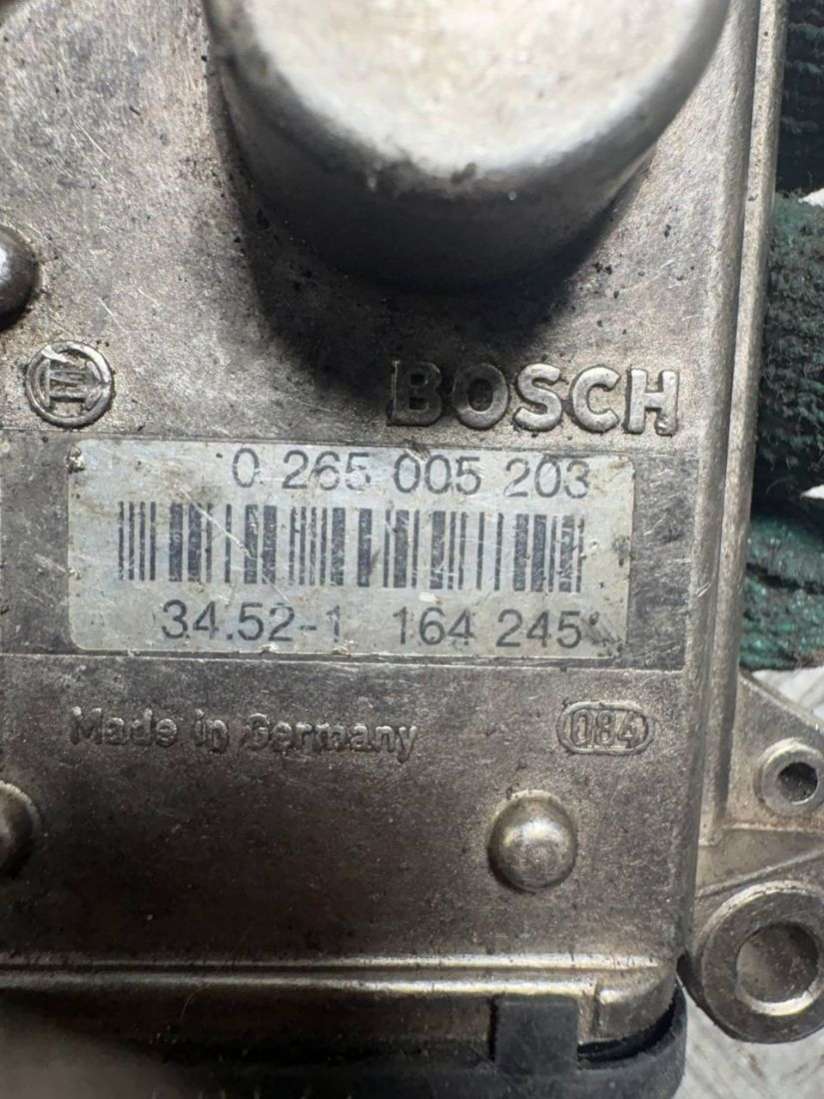 BOSCH
0 265 005 203
34.52-1 164 245
Made in Germany
084